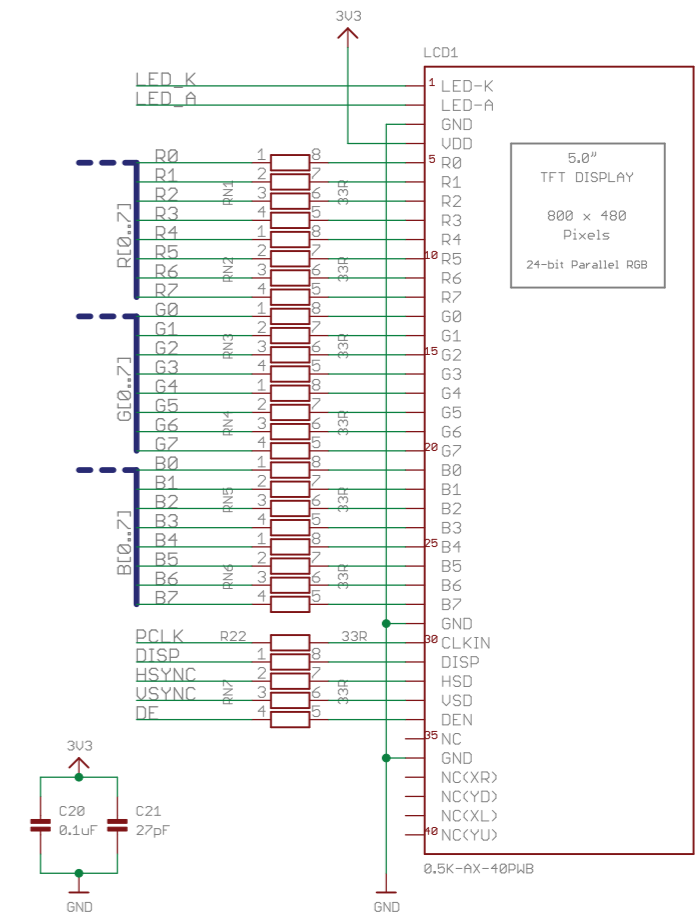 3V3
LCD1
LED_K
1 LED-K
LED_A
LED-A
GND
VDD
R0 1 8 5 R0
R1 2 7 R1
R2 3 6 R2
R3 4 5 R3
RN1 33R
R4 1 8 R4
R5 2 7 10 R5
R6 3 6 R6
R7 4 5 R7
RN2 33R
R[0..7]
G0 1 8 G0
G1 2 7 G1
G2 3 6 15 G2
G3 4 5 G3
RN3 33R
G4 1 8 G4
G5 2 7 G5
G6 3 6 G6
G7 4 5 20 G7
RN4 33R
G[0..7]
B0 1 8 B0
B1 2 7 B1
B2 3 6 B2
B3 4 5 B3
RN5 33R
B4 1 8 25 B4
B5 2 7 B5
B6 3 6 B6
B7 4 5 B7
RN6 33R
B[0..7]
GND
PCLK R22 33R 30 CLKIN
DISP 1 8 DISP
HSYNC 2 7 HSD
VSYNC 3 6 VSD
DE 4 5 DEN
RN7 33R
35 NC
GND
NC(XR)
NC(YD)
NC(XL)
40 NC(YU)
5.0"
TFT DISPLAY
800 x 480
Pixels
24-bit Parallel RGB
0.5K-AX-40PWB
GND
3V3
C20
0.1uF
C21
27pF
GND